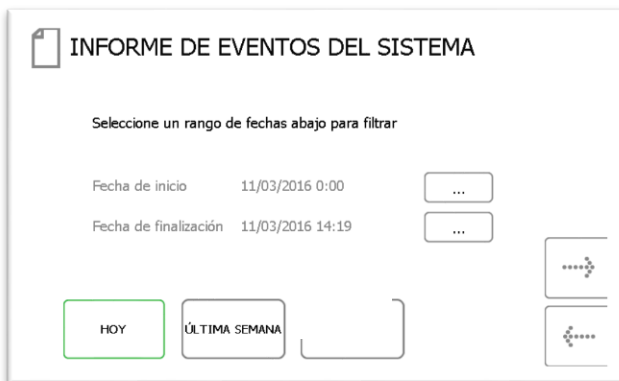 INFORME DE EVENTOS DEL SISTEMA
Seleccione un rango de fechas abajo para filtrar
Fecha de inicio 11/03/2016 0:00 ...
Fecha de finalización 11/03/2016 14:19 ...
HOY ÚLTIMA SEMANA